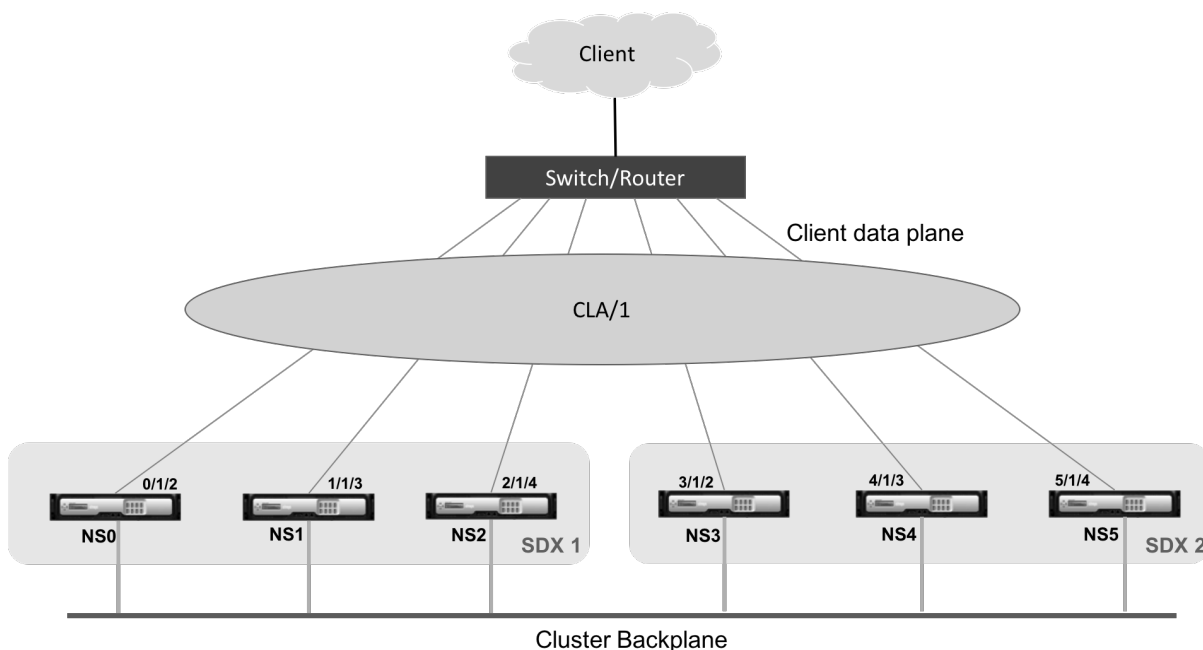 Client
Switch/Router
Client data plane
CLA/1
0/1/2
1/1/3
2/1/4
3/1/2
4/1/3
5/1/4
NS0
NS1
NS2
SDX 1
NS3
NS4
NS5
SDX 2
Cluster Backplane